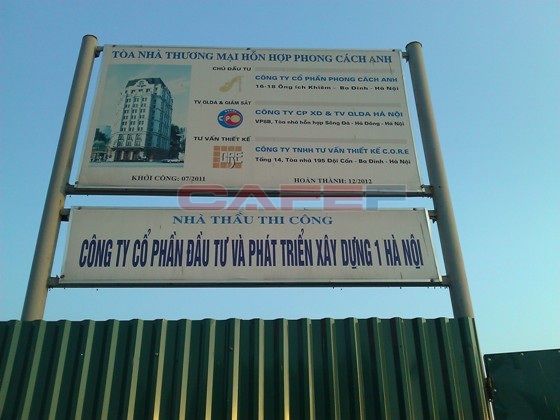 TÒA NHÀ THƯƠNG MẠI HỖN HỢP PHONG CÁCH ANH
CHỦ ĐẦU TƯ
CÔNG TY CỔ PHẦN PHONG CÁCH ANH
16-18 Ông Ích Khiêm - Ba Đình - Hà Nội
TV QLDA & GIÁM SÁT
CÔNG TY CP XD & TV QLDA HÀ NỘI
VP6B, Tòa nhà hỗn hợp Sông Đà - Hà Đông - Hà Nội
TƯ VẤN THIẾT KẾ
CÔNG TY TNHH TƯ VẤN THIẾT KẾ C.O.R.E
Tầng 14, Tòa nhà 195 Đội Cấn - Ba Đình - Hà Nội
KHỞI CÔNG: 07/2011
HOÀN THÀNH: 12/2012
CAFEF
NHÀ THẦU THI CÔNG
CÔNG TY CỔ PHẦN ĐẦU TƯ VÀ PHÁT TRIỂN XÂY DỰNG 1 HÀ NỘI